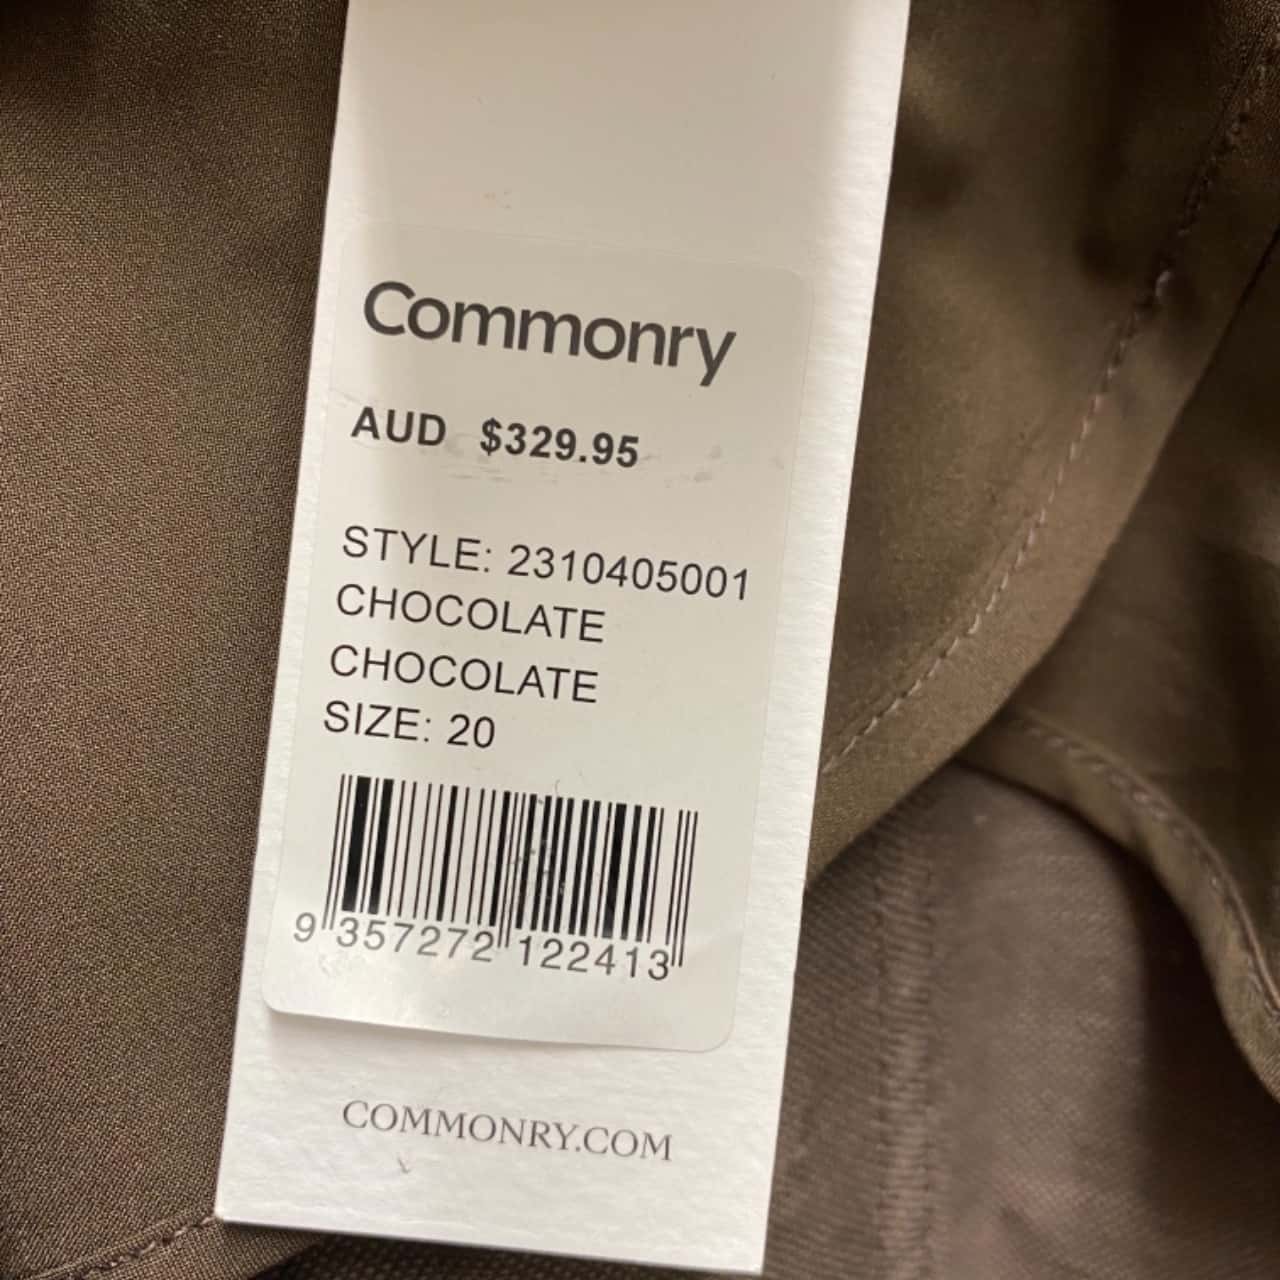 Commonry
AUD $329.95
STYLE: 2310405001
CHOCOLATE
CHOCOLATE
SIZE: 20
9 357272 122413
COMMONRY.COM